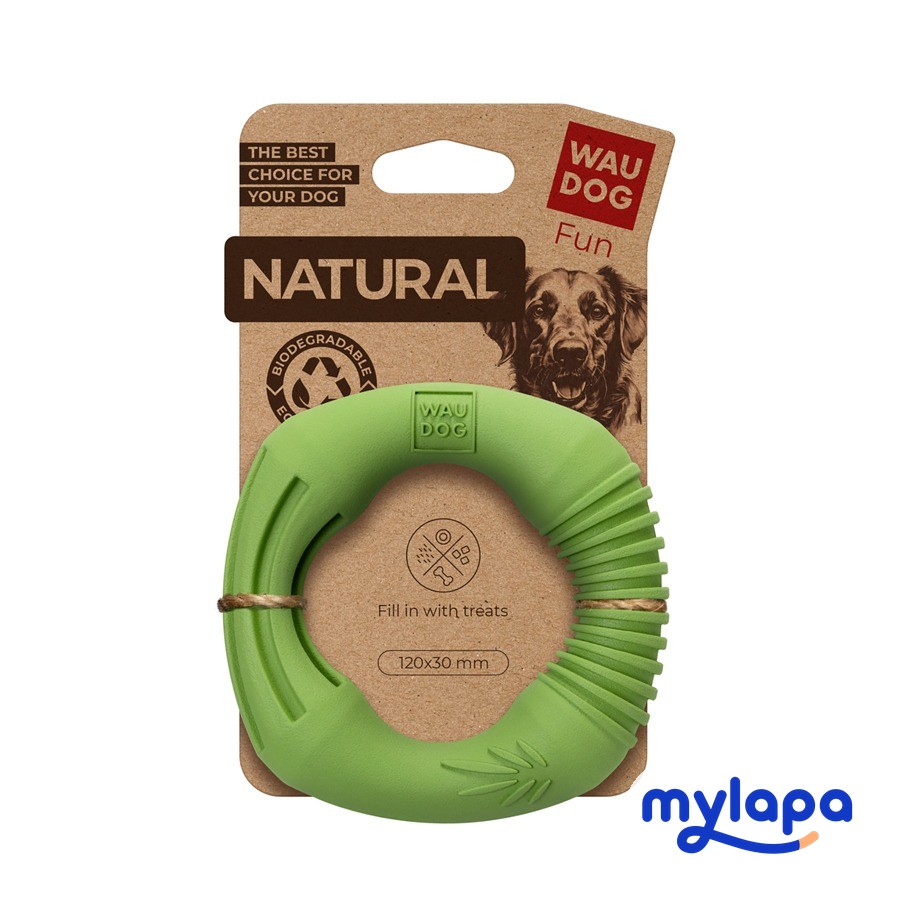 THE BEST
CHOICE FOR
YOUR DOG
WAU
DOG
Fun
NATURAL
BIODEGRADABLE
WAU
DOG
Fill in with treats
120x30 mm
mylapa